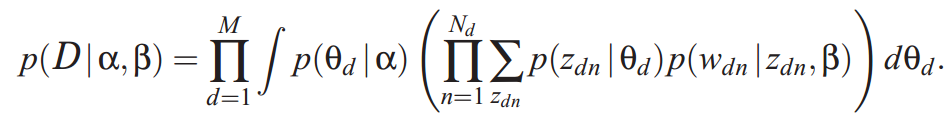 p(D|α,β) = ∏_{d=1}^{M} ∫ p(θ_d|α) ( ∏_{n=1}^{N_d} ∑_{z_{dn}} p(z_{dn}|θ_d) p(w_{dn}|z_{dn},β) ) dθ_d.